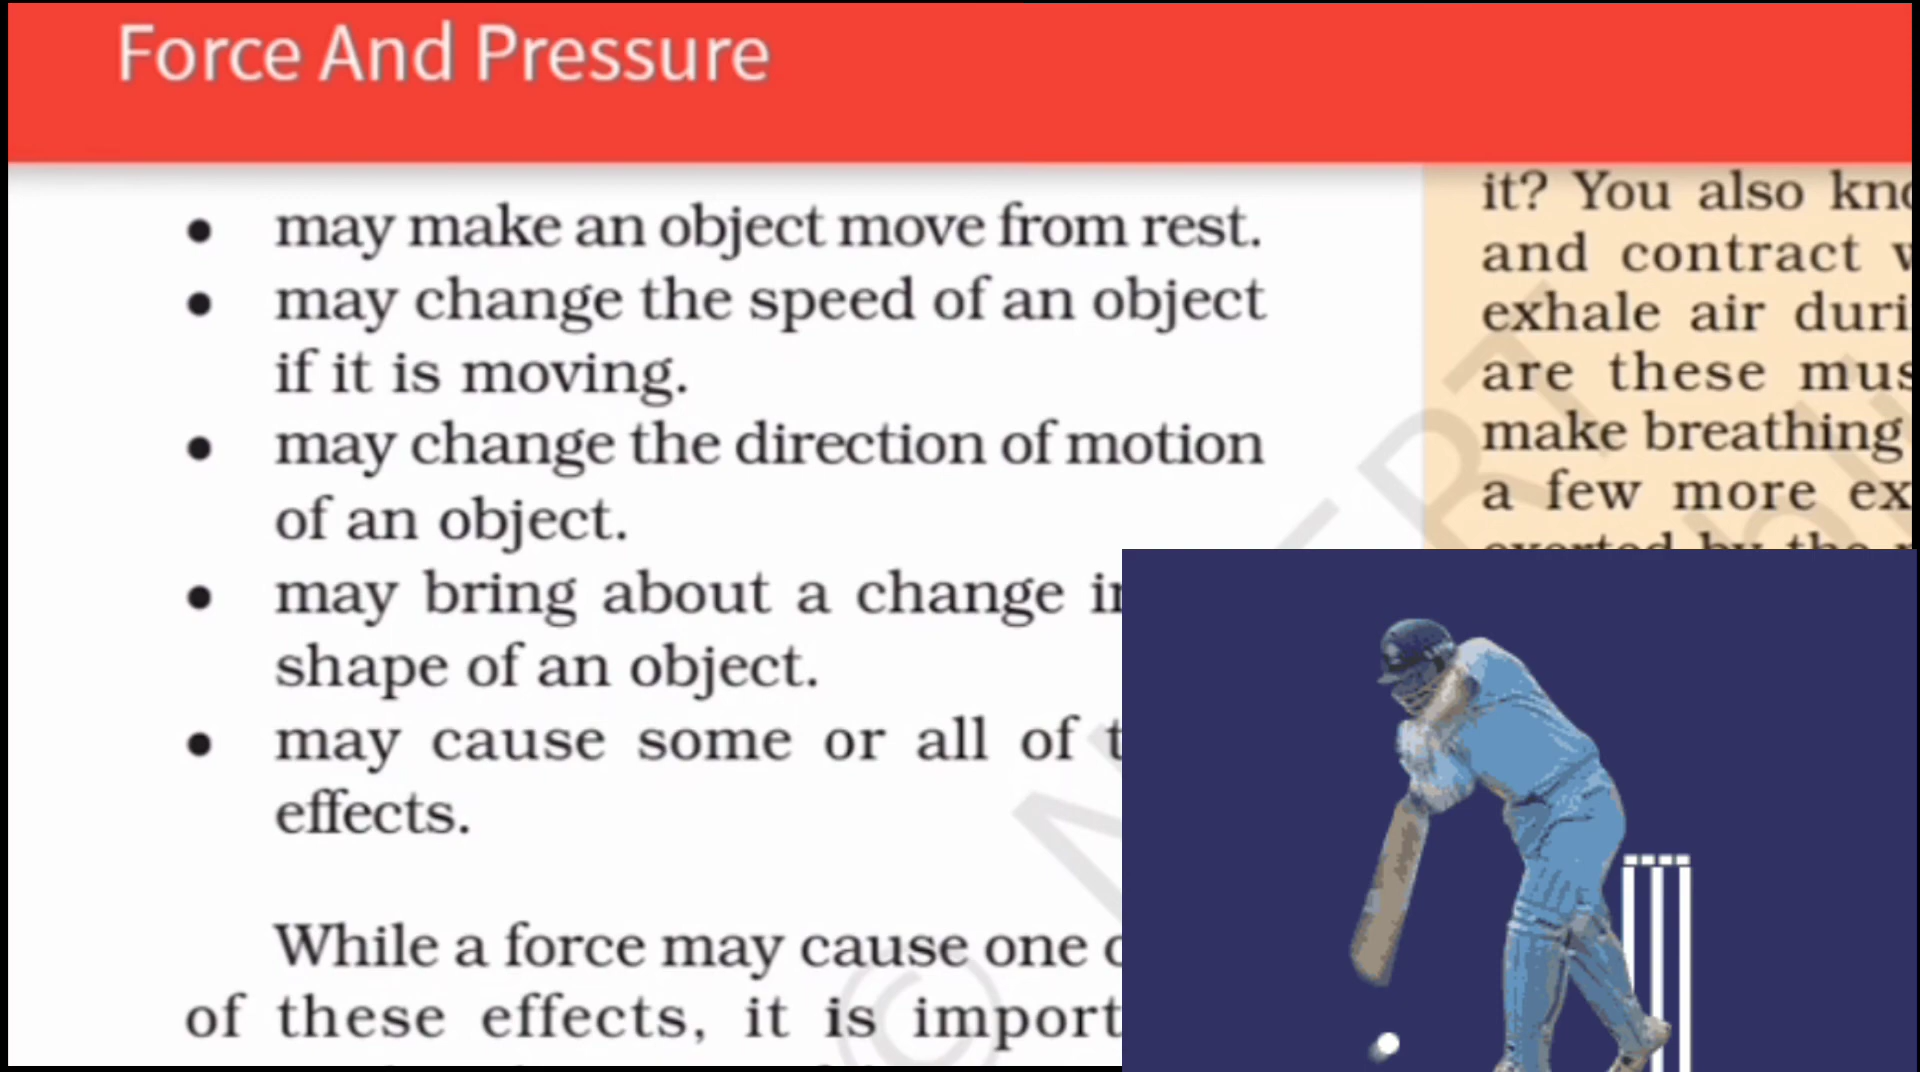 Force And Pressure
may make an object move from rest.
may change the speed of an object
if it is moving.
may change the direction of motion
of an object.
may bring about a change
shape of an object.
may cause some or all of
effects.
While a force may cause one
of these effects, it is
it? You also
and contract
exhale air
are these
make breathing
a few more
exerted by the